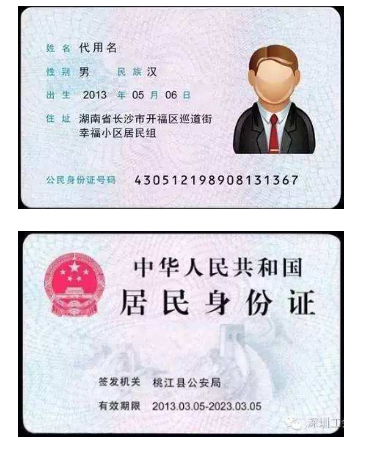 姓名 代用名
性别 男 民族 汉
出生 2013 年 05 月 06 日
住址 湖南省长沙市开福区巡道街
幸福小区居民组
公民身份证号码 430512198908131367
中华人民共和国
居民身份证
签发机关 桃江县公安局
有效期限 2013.03.05-2023.03.05
深圳工